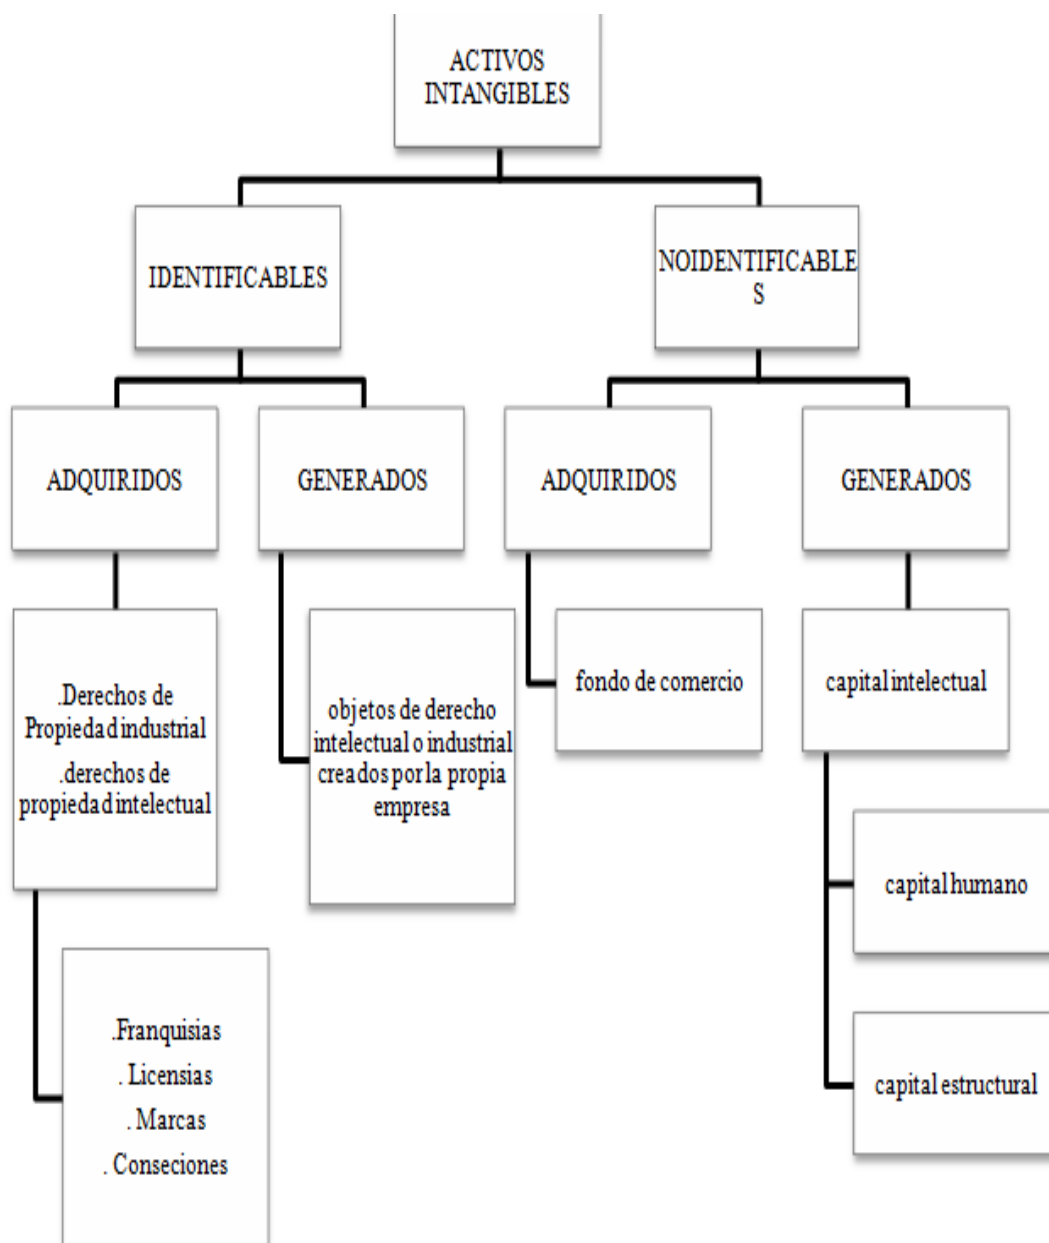 ACTIVOS
INTANGIBLES
IDENTIFICABLES
NOIDENTIFICABLE
S
ADQUIRIDOS
GENERADOS
ADQUIRIDOS
GENERADOS
.Derechos de
Propiedad industrial
.derechos de
propiedad intelectual
objetos de derecho
intelectual o industrial
creados por la propia
empresa
fondo de comercio
capital intelectual
capital humano
capital estructural
.Franquisias
. Licensias
. Marcas
. Conseciones